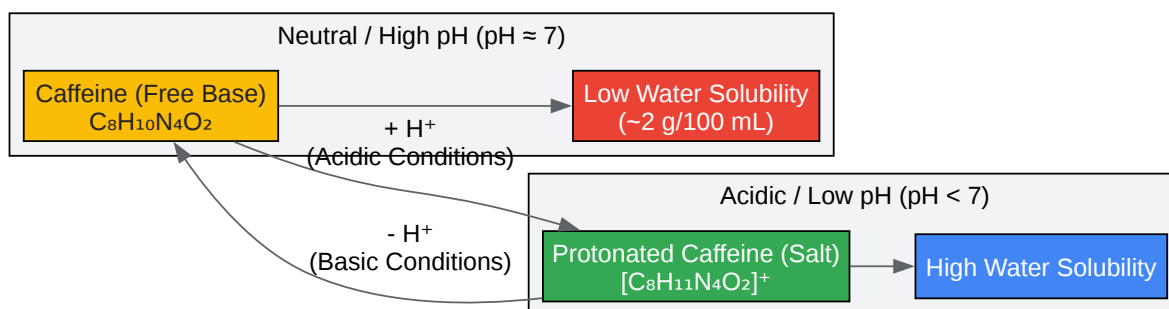 Neutral / High pH (pH ≈ 7)
Caffeine (Free Base)
C₈H₁₀N₄O₂
Low Water Solubility
(~2 g/100 mL)
+ H⁺
(Acidic Conditions)
Acidic / Low pH (pH < 7)
- H⁺
(Basic Conditions)
Protonated Caffeine (Salt)
[C₈H₁₁N₄O₂]⁺
High Water Solubility